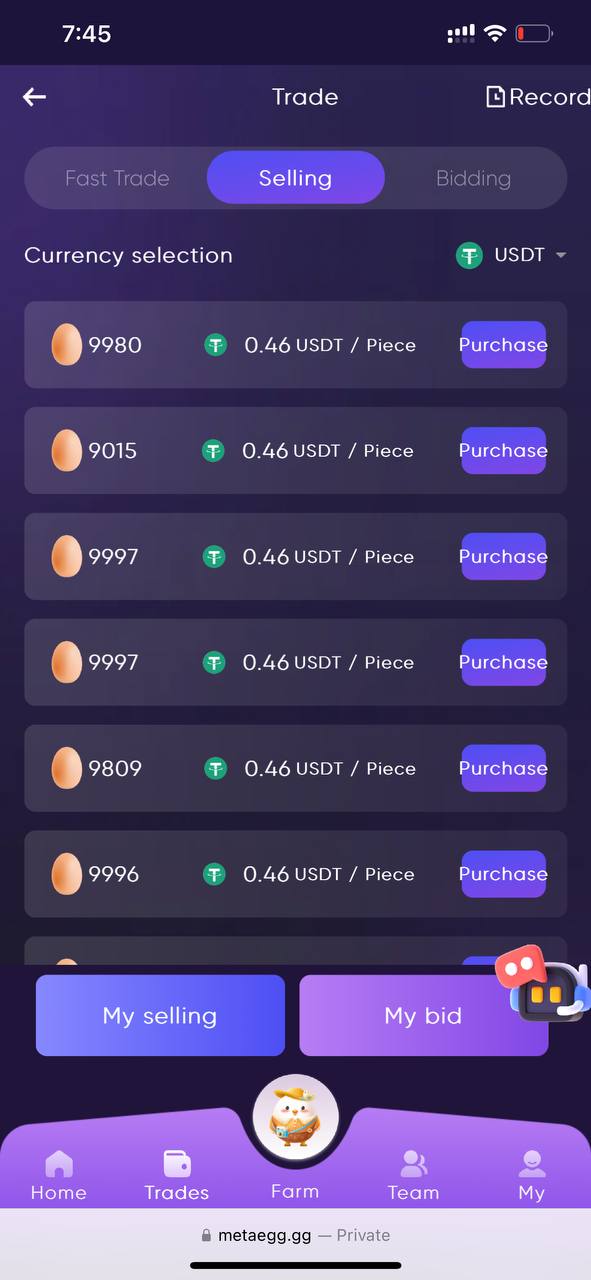 7:45
Trade
Record
Fast Trade
Selling
Bidding
Currency selection
USDT
9980 0.46 USDT / Piece Purchase
9015 0.46 USDT / Piece Purchase
9997 0.46 USDT / Piece Purchase
9997 0.46 USDT / Piece Purchase
9809 0.46 USDT / Piece Purchase
9996 0.46 USDT / Piece Purchase
My selling
My bid
Home
Trades
Farm
Team
My
metaegg.gg — Private